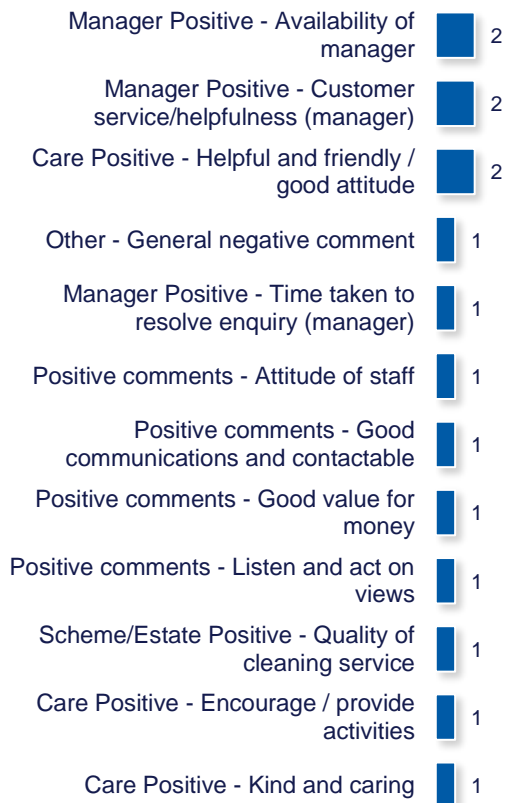 Manager Positive - Availability of
manager
2
Manager Positive - Customer
service/helpfulness (manager)
2
Care Positive - Helpful and friendly /
good attitude
2
Other - General negative comment
1
Manager Positive - Time taken to
resolve enquiry (manager)
1
Positive comments - Attitude of staff
1
Positive comments - Good
communications and contactable
1
Positive comments - Good value for
money
1
Positive comments - Listen and act on
views
1
Scheme/Estate Positive - Quality of
cleaning service
1
Care Positive - Encourage / provide
activities
1
Care Positive - Kind and caring
1